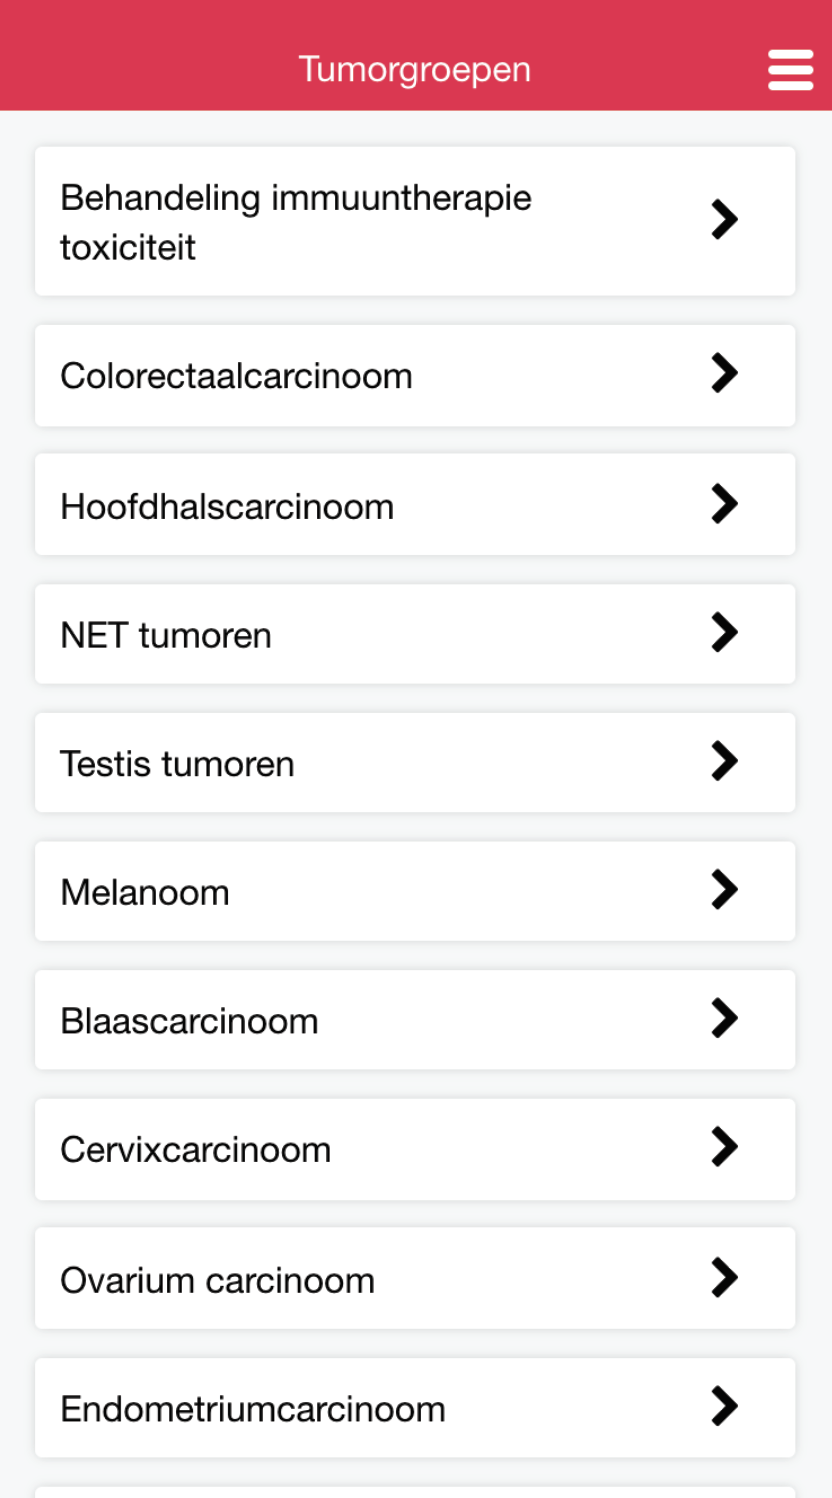 Tumorgroepen
Behandeling immuuntherapie
toxiciteit
Colorectaalcarcinoom
Hoofdhalscarcinoom
NET tumoren
Testis tumoren
Melanoom
Blaascarcinoom
Cervixcarcinoom
Ovarium carcinoom
Endometriumcarcinoom